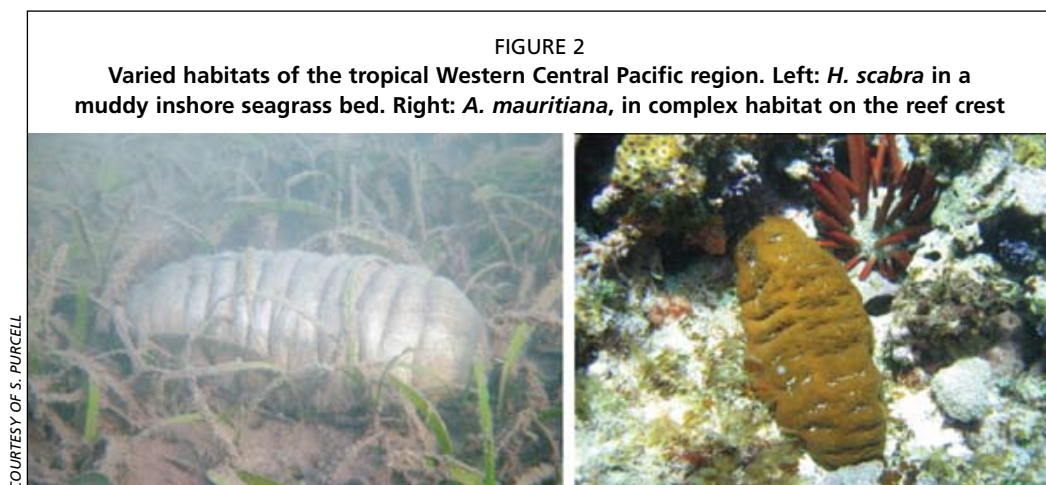 FIGURE 2
Varied habitats of the tropical Western Central Pacific region. Left: H. scabra in a
muddy inshore seagrass bed. Right: A. mauritiana, in complex habitat on the reef crest
COURTESY OF S. PURCELL